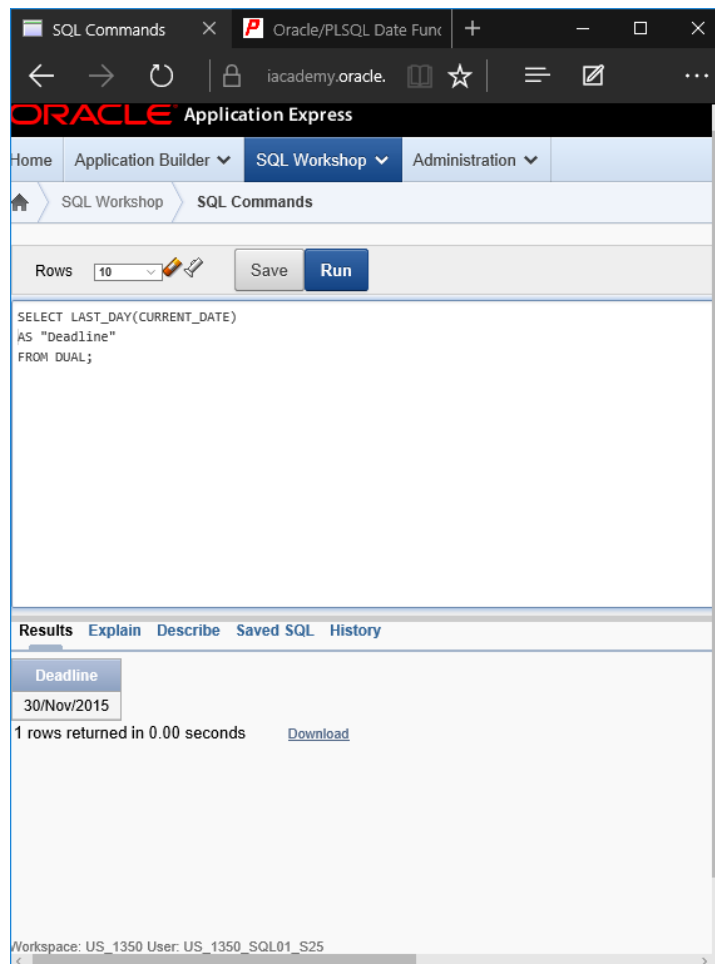 SQL Commands
Oracle/PLSQL Date Func
iacademy.oracle.
ORACLE Application Express
Home Application Builder SQL Workshop Administration
SQL Workshop SQL Commands
Rows 10 Save Run
SELECT LAST_DAY(CURRENT_DATE)
AS "Deadline"
FROM DUAL;
Results Explain Describe Saved SQL History
Deadline
30/Nov/2015
1 rows returned in 0.00 seconds Download
Workspace: US_1350 User: US_1350_SQL01_S25